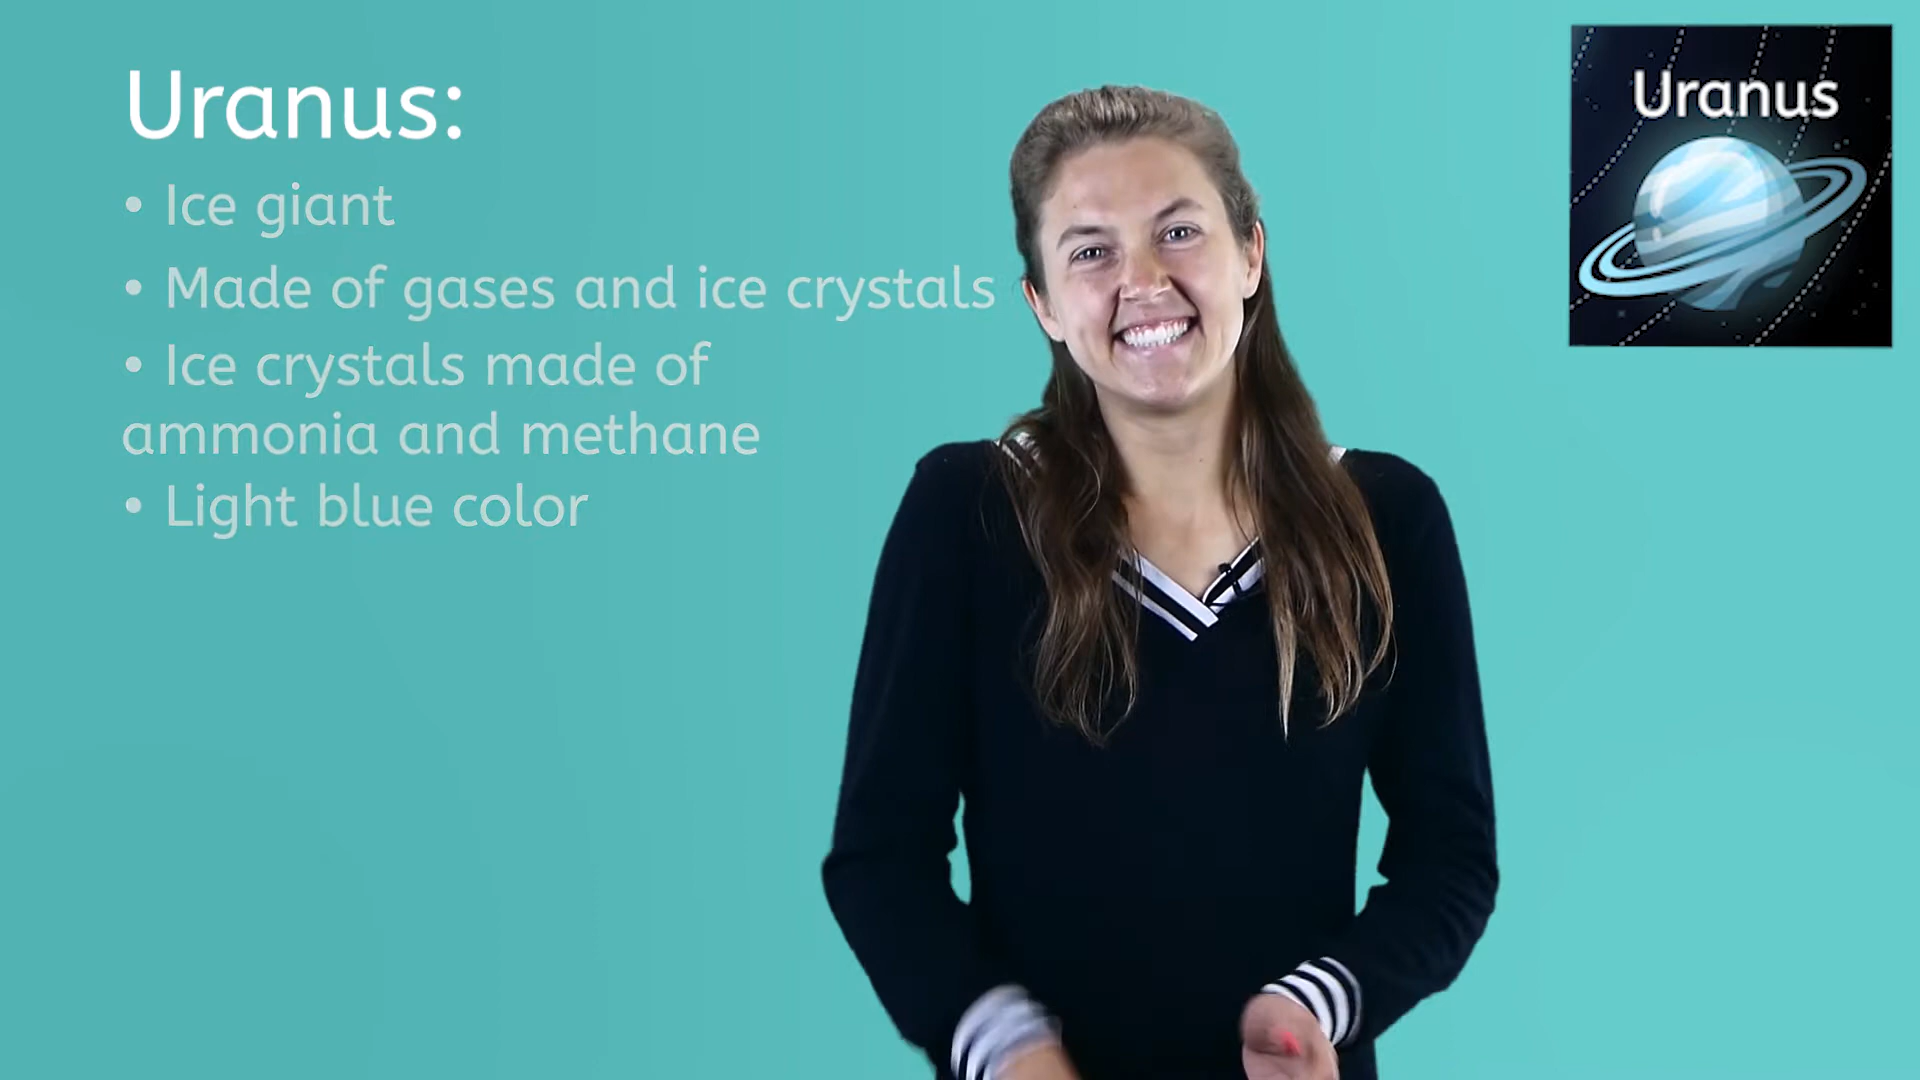 Uranus:
• Ice giant
• Made of gases and ice crystals
• Ice crystals made of
ammonia and methane
• Light blue color
Uranus